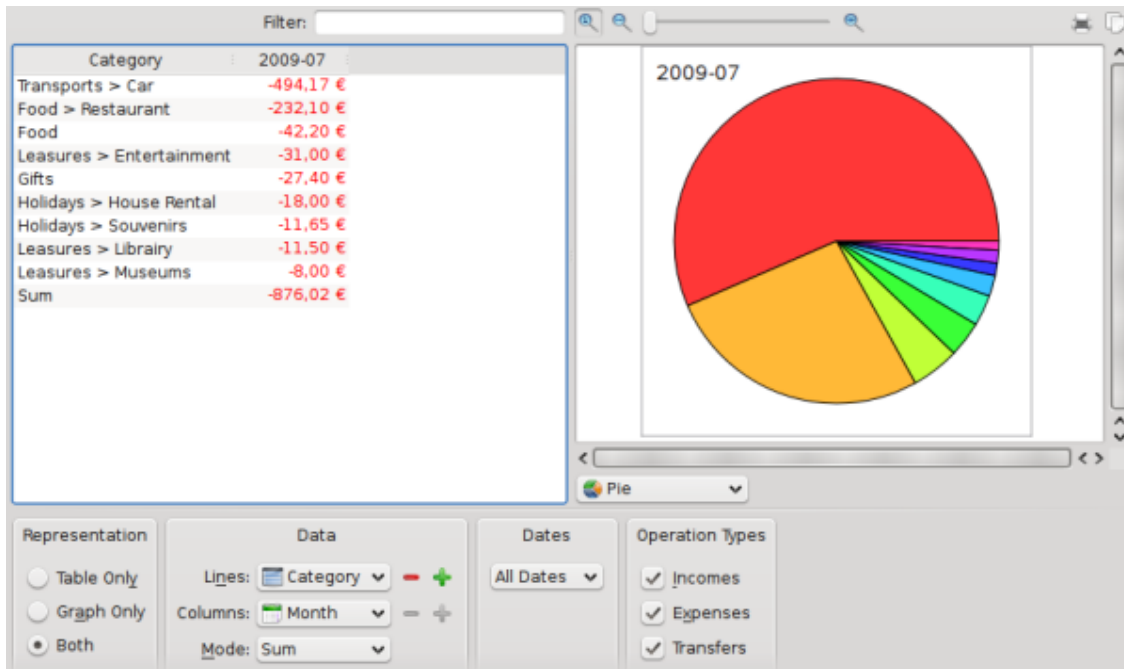 Filter:
Category 2009-07
Transports > Car -494,17 €
Food > Restaurant -232,10 €
Food -42,20 €
Leasures > Entertainment -31,00 €
Gifts -27,40 €
Holidays > House Rental -18,00 €
Holidays > Souvenirs -11,65 €
Leasures > Librairy -11,50 €
Leasures > Museums -8,00 €
Sum -876,02 €
2009-07
Pie
Representation
Table Only
Graph Only
Both
Data
Lines: Category
Columns: Month
Mode: Sum
Dates
All Dates
Operation Types
Incomes
Expenses
Transfers